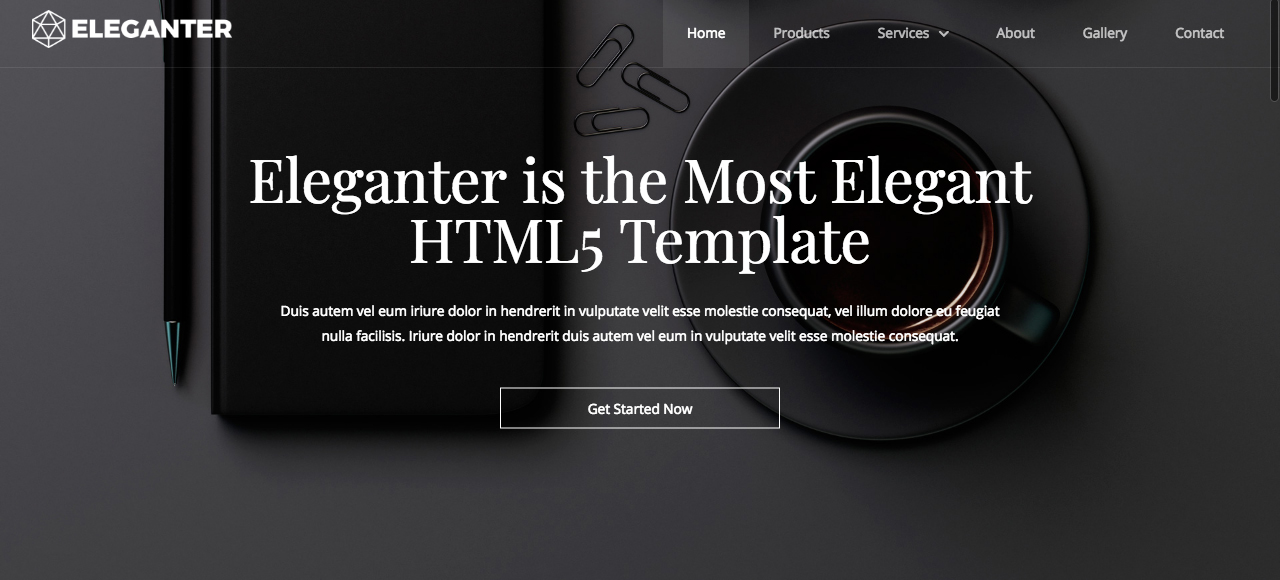 ELEGANTER
Home Products Services About Gallery Contact
Eleganter is the Most Elegant
HTML5 Template
Duis autem vel eum iriure dolor in hendrerit in vulputate velit esse molestie consequat, vel illum dolore eu feugiat
nulla facilisis. Iriure dolor in hendrerit duis autem vel eum in vulputate velit esse molestie consequat.
Get Started Now